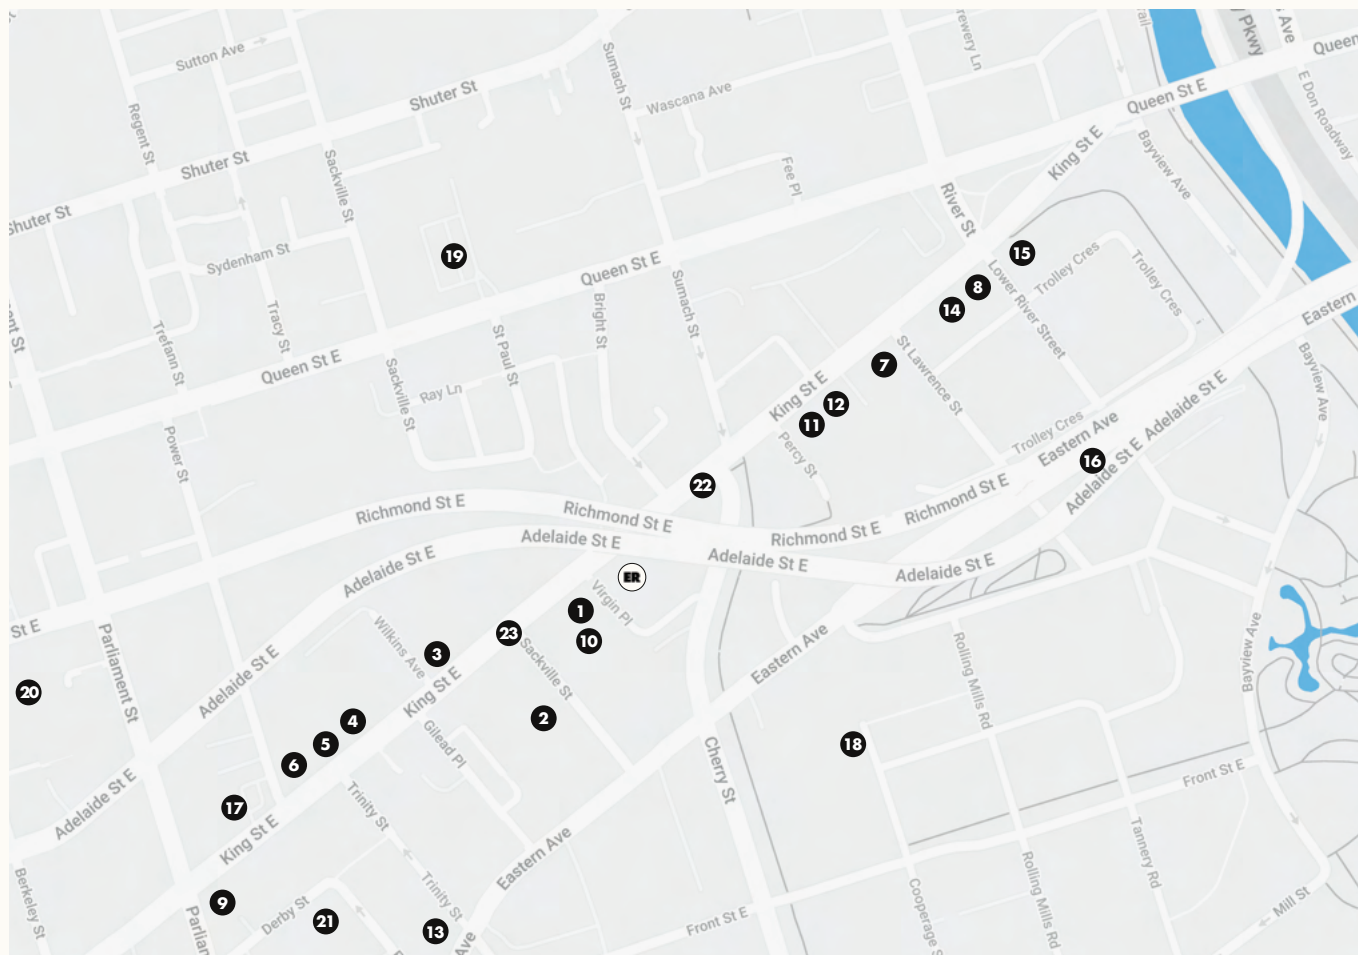 Sutton Ave
Shuter St
Sumach St
Wascana Ave
Pkwy
Ave
Queen
Queen St E
E Don Roadway
King St E
Bayview Ave
Regent St
Shuter St
Sackville St
Fee Pl
River St
Shuter St
Sydenham St
19
Queen St E
Sumach St
15
Trolley Cres
Trolley Cres
8
14
Lower River Street
Eastern
Bright St
Tracy St
Trefann St
St Paul St
Queen St E
Sackville St
Ray Ln
7
St Lawrence St
King St E
12
11
Percy St
Bayview Ave
Adelaide St E
Trolley Cres
Eastern Ave
16
Adelaide St E
Power St
22
Richmond St E
Richmond St E
Richmond St E
Richmond St E
Adelaide St E
Adelaide St E
Adelaide St E
Adelaide St E
ER
Virgin Pl
1
10
23
Sackville St
3
Wilkins Ave
King St E
St E
Parliament St
20
Adelaide St E
Eastern Ave
Rolling Mills Rd
Bayview Ave
2
4
5
6
Gilead Pl
18
Cherry St
Front St E
17
Adelaide St E
King St E
Trinity St
Eastern Ave
Tannery Rd
Rolling Mills Rd
Berkeley St
9
Derby St
21
Trinity St
13
Ave
Front St E
Cooperage S
Mill St